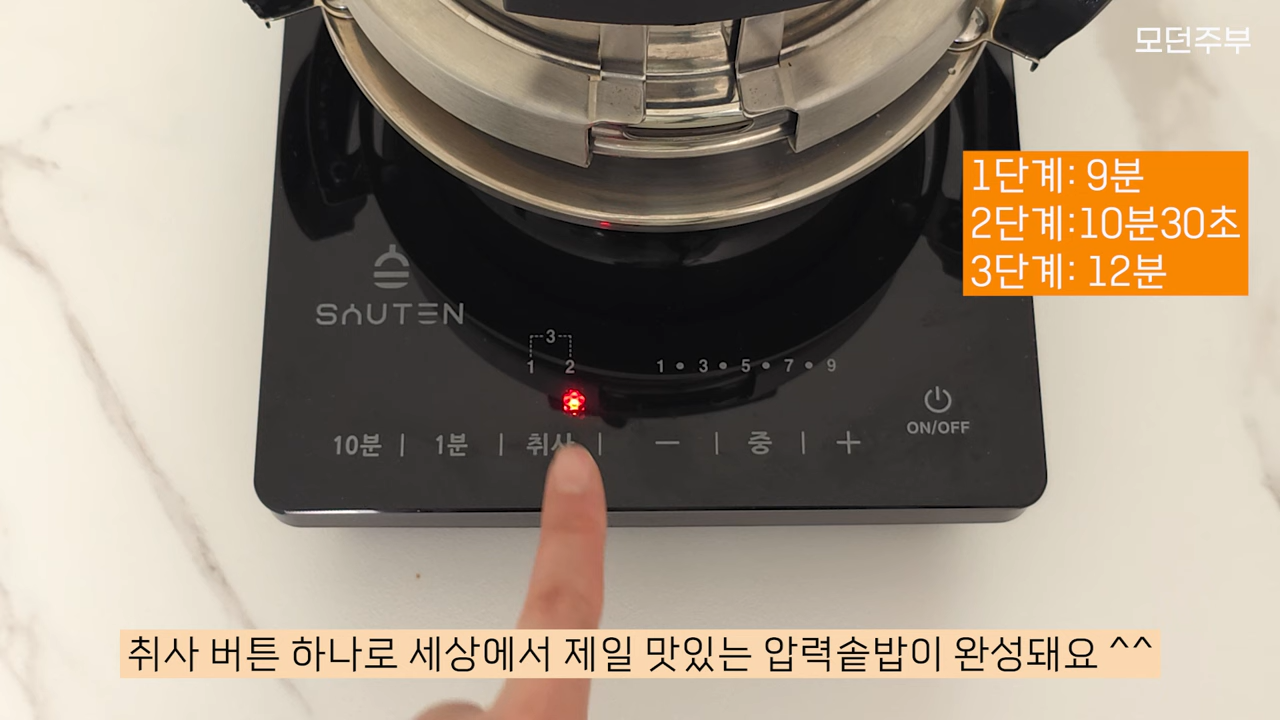 모던주부
1단계: 9분
2단계:10분30초
3단계: 12분
SAUTEN
3
1 2
1 • 3 • 5 • 7 • 9
ON/OFF
10분 | 1분 | 취사 | － | 중 | ＋
취사 버튼 하나로 세상에서 제일 맛있는 압력솥밥이 완성돼요 ^^